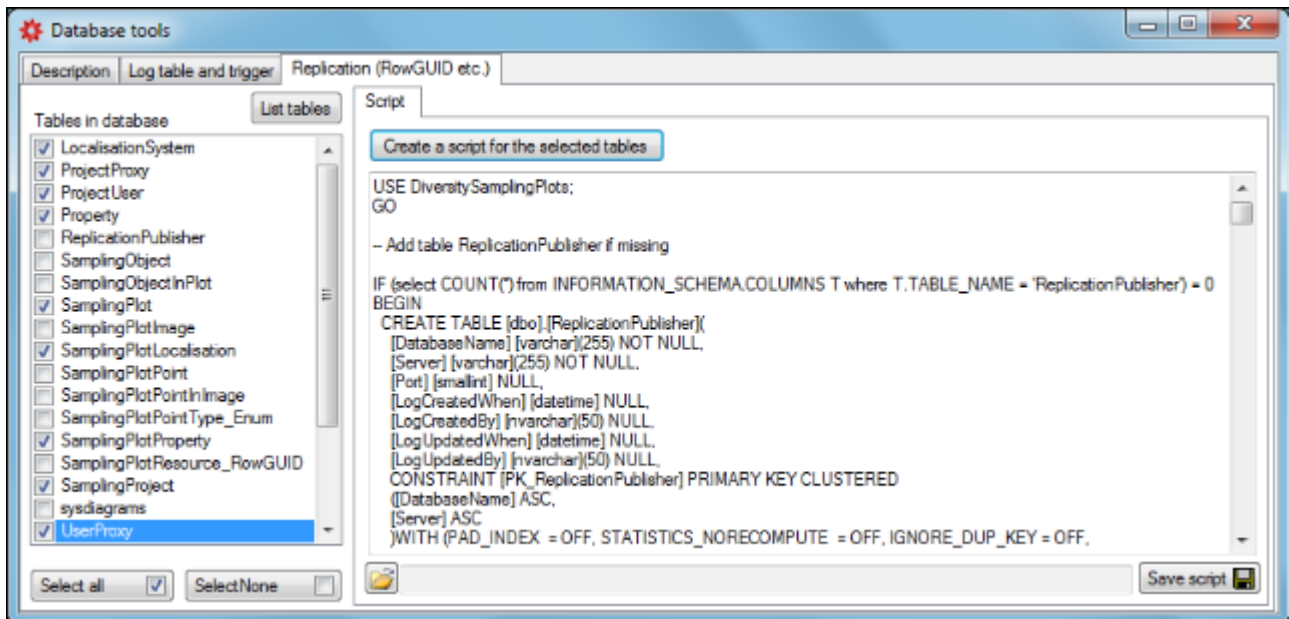 Database tools
Description
Log table and trigger
Replication (RowGUID etc.)
List tables
Tables in database
LocalisationSystem
ProjectProxy
ProjectUser
Property
ReplicationPublisher
SamplingObject
SamplingObjectInPlot
SamplingPlot
SamplingPlotImage
SamplingPlotLocalisation
SamplingPlotPoint
SamplingPlotPointInImage
SamplingPlotPointType_Enum
SamplingPlotProperty
SamplingPlotResource_RowGUID
SamplingProject
sysdiagrams
UserProxy
Select all
SelectNone
Script
Create a script for the selected tables
USE DiversitySamplingPlots;
GO
-- Add table ReplicationPublisher if missing
IF (select COUNT(*) from INFORMATION_SCHEMA.COLUMNS T where T.TABLE_NAME = 'ReplicationPublisher') = 0
BEGIN
CREATE TABLE [dbo].[ReplicationPublisher](
[DatabaseName] [varchar](255) NOT NULL,
[Server] [varchar](255) NOT NULL,
[Port] [smallint] NULL,
[LogCreatedWhen] [datetime] NULL,
[LogCreatedBy] [nvarchar](50) NULL,
[LogUpdatedWhen] [datetime] NULL,
[LogUpdatedBy] [nvarchar](50) NULL,
CONSTRAINT [PK_ReplicationPublisher] PRIMARY KEY CLUSTERED
([DatabaseName] ASC,
[Server] ASC
)WITH (PAD_INDEX = OFF, STATISTICS_NORECOMPUTE = OFF, IGNORE_DUP_KEY = OFF,
Save script